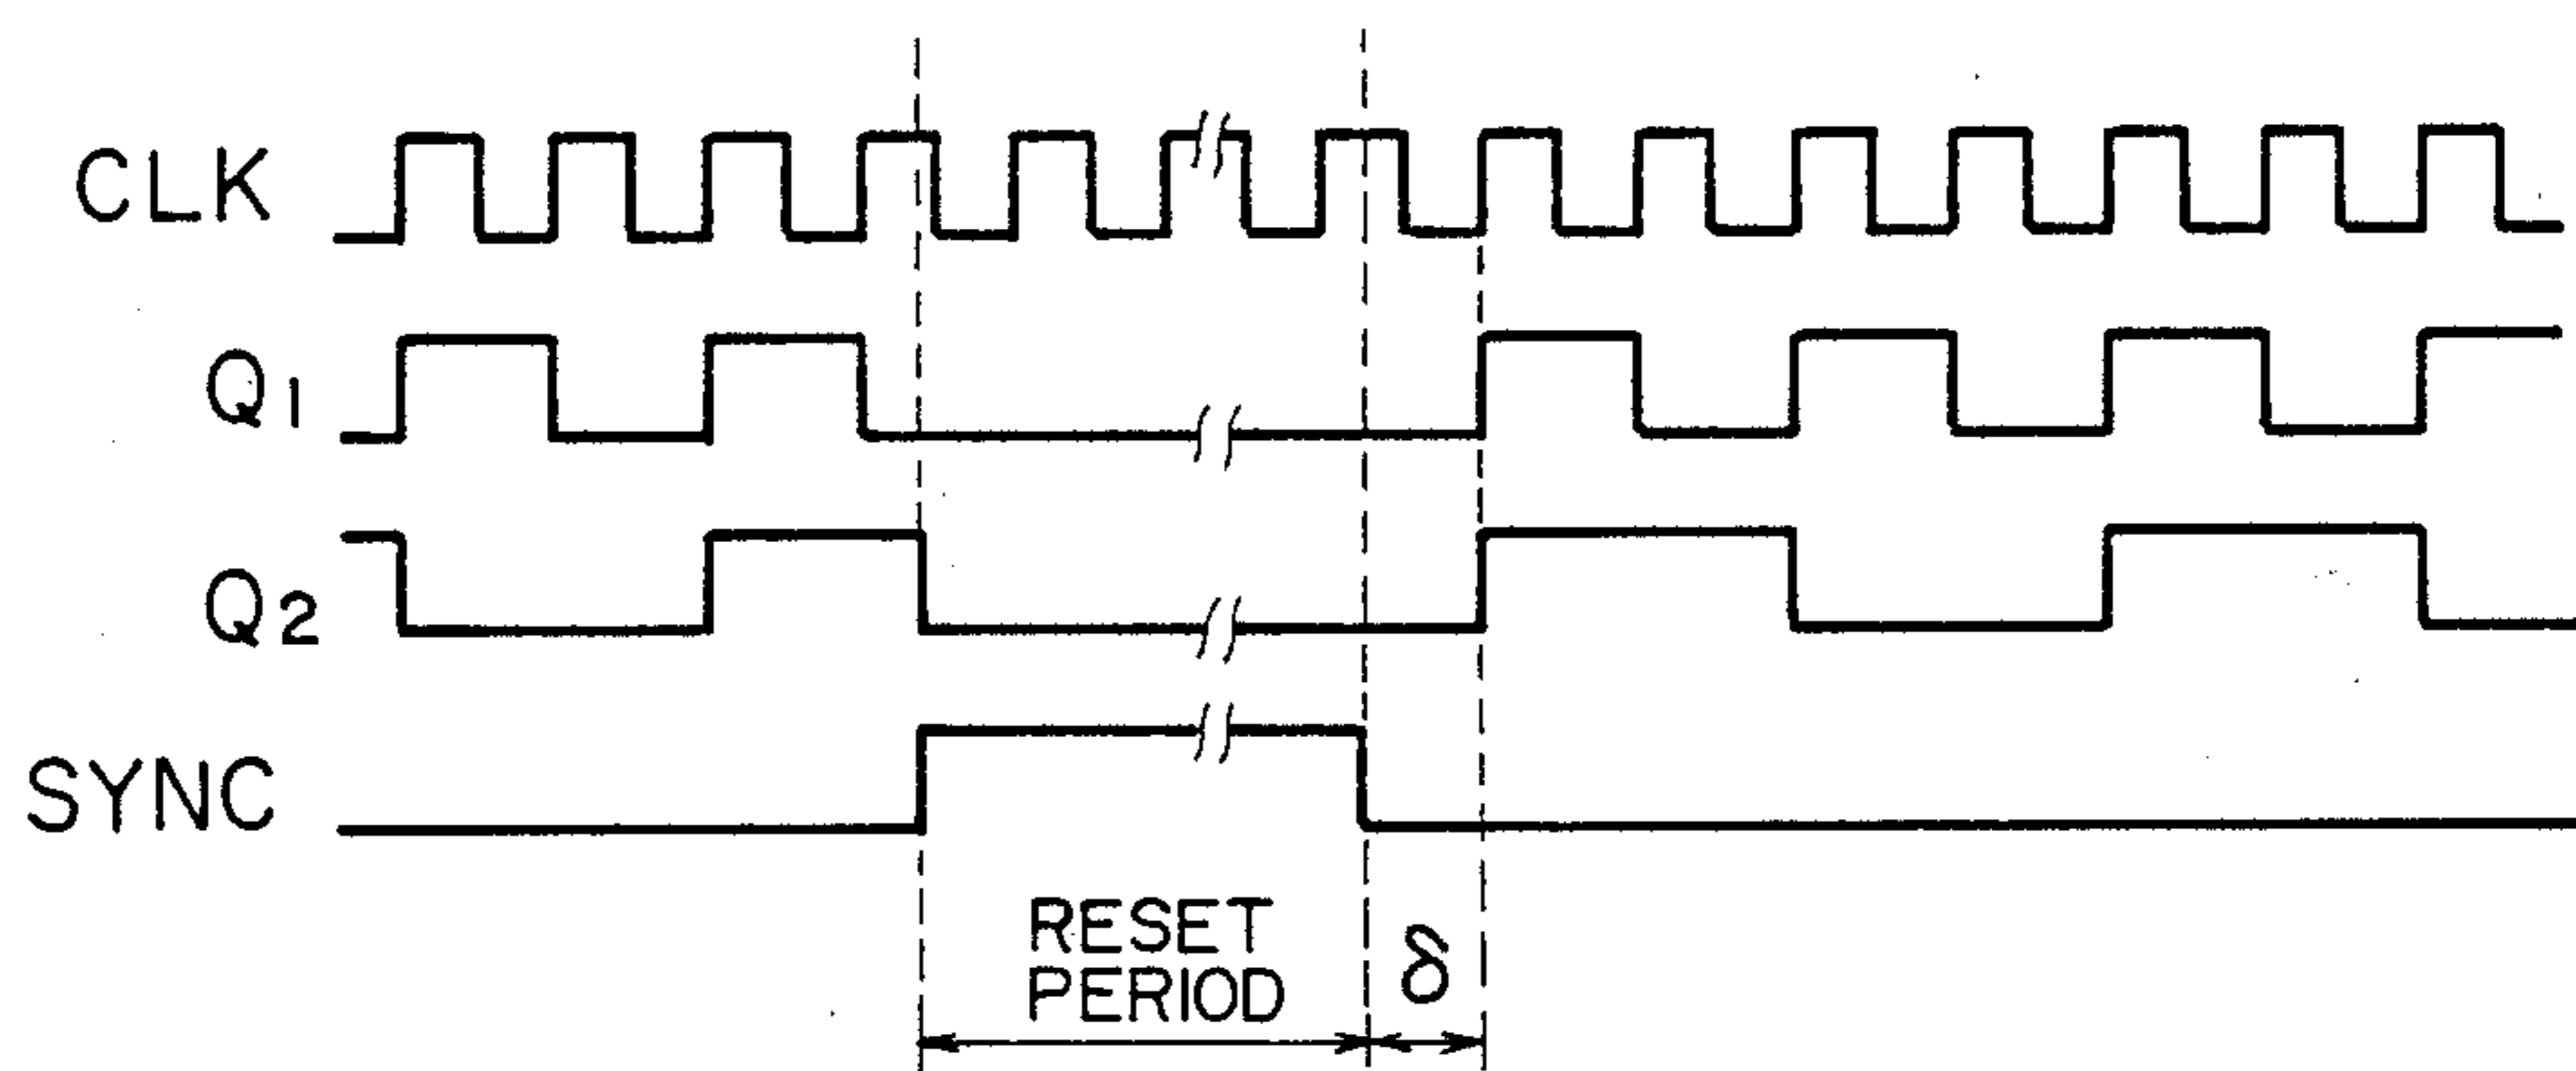 CLK
Q1
Q2
SYNC
RESET
PERIOD
δ